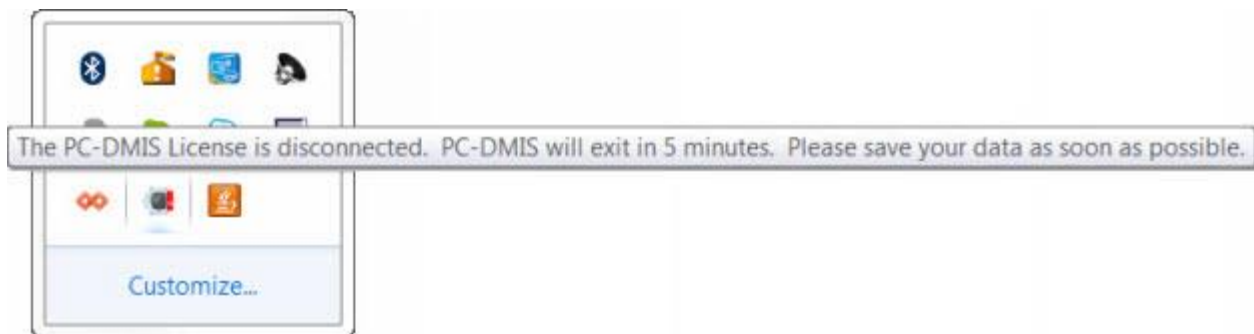 The PC-DMIS License is disconnected.  PC-DMIS will exit in 5 minutes.  Please save your data as soon as possible.
Customize...